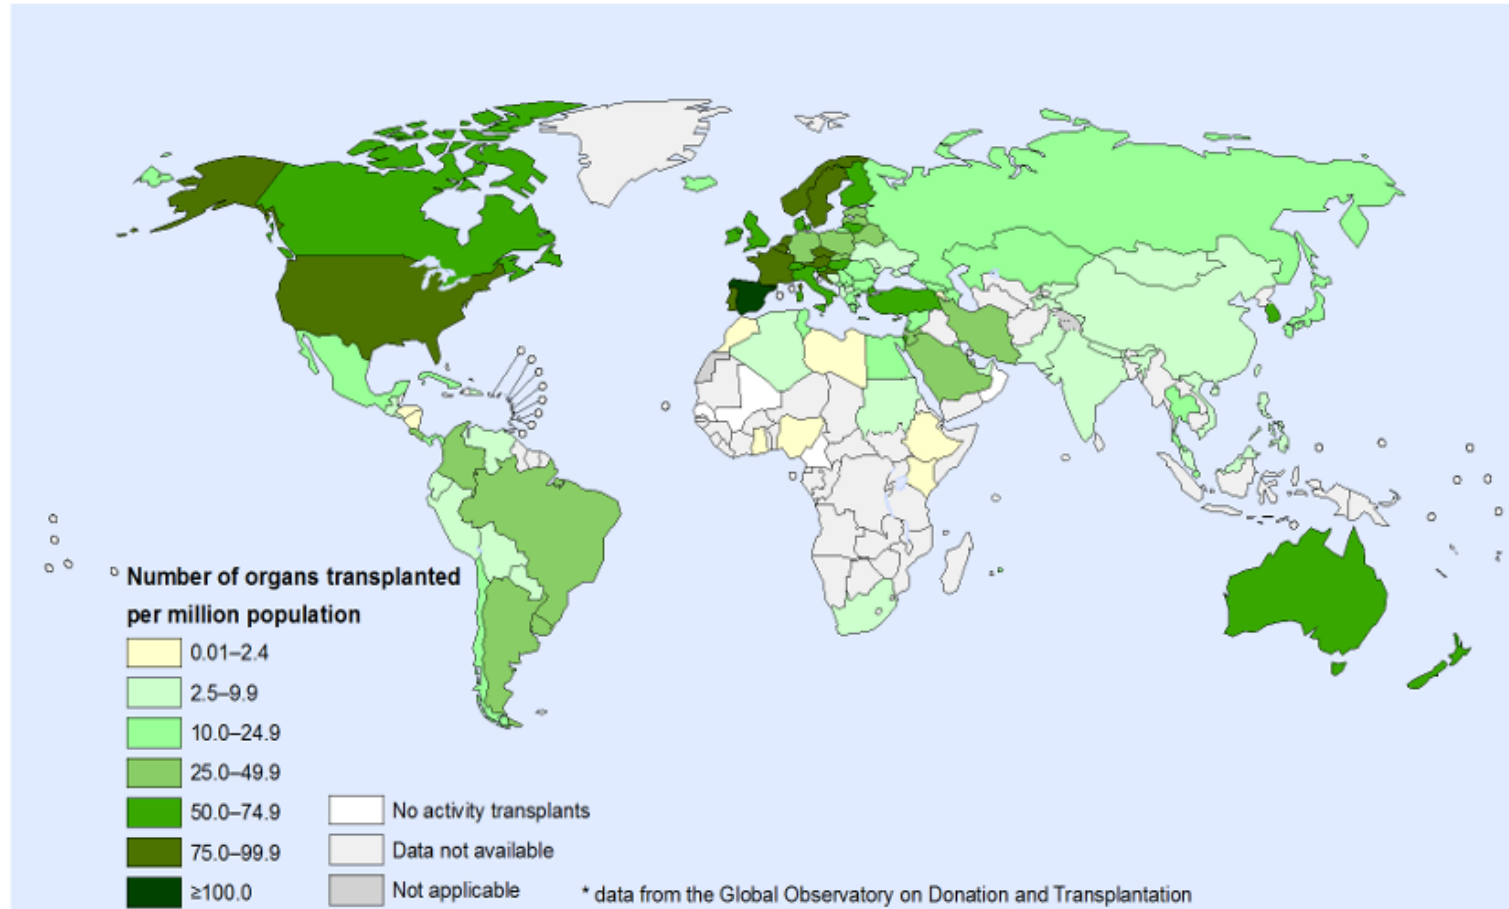 Number of organs transplanted
per million population
0.01–2.4
2.5–9.9
10.0–24.9
25.0–49.9
50.0–74.9
75.0–99.9
≥100.0
No activity transplants
Data not available
Not applicable
* data from the Global Observatory on Donation and Transplantation